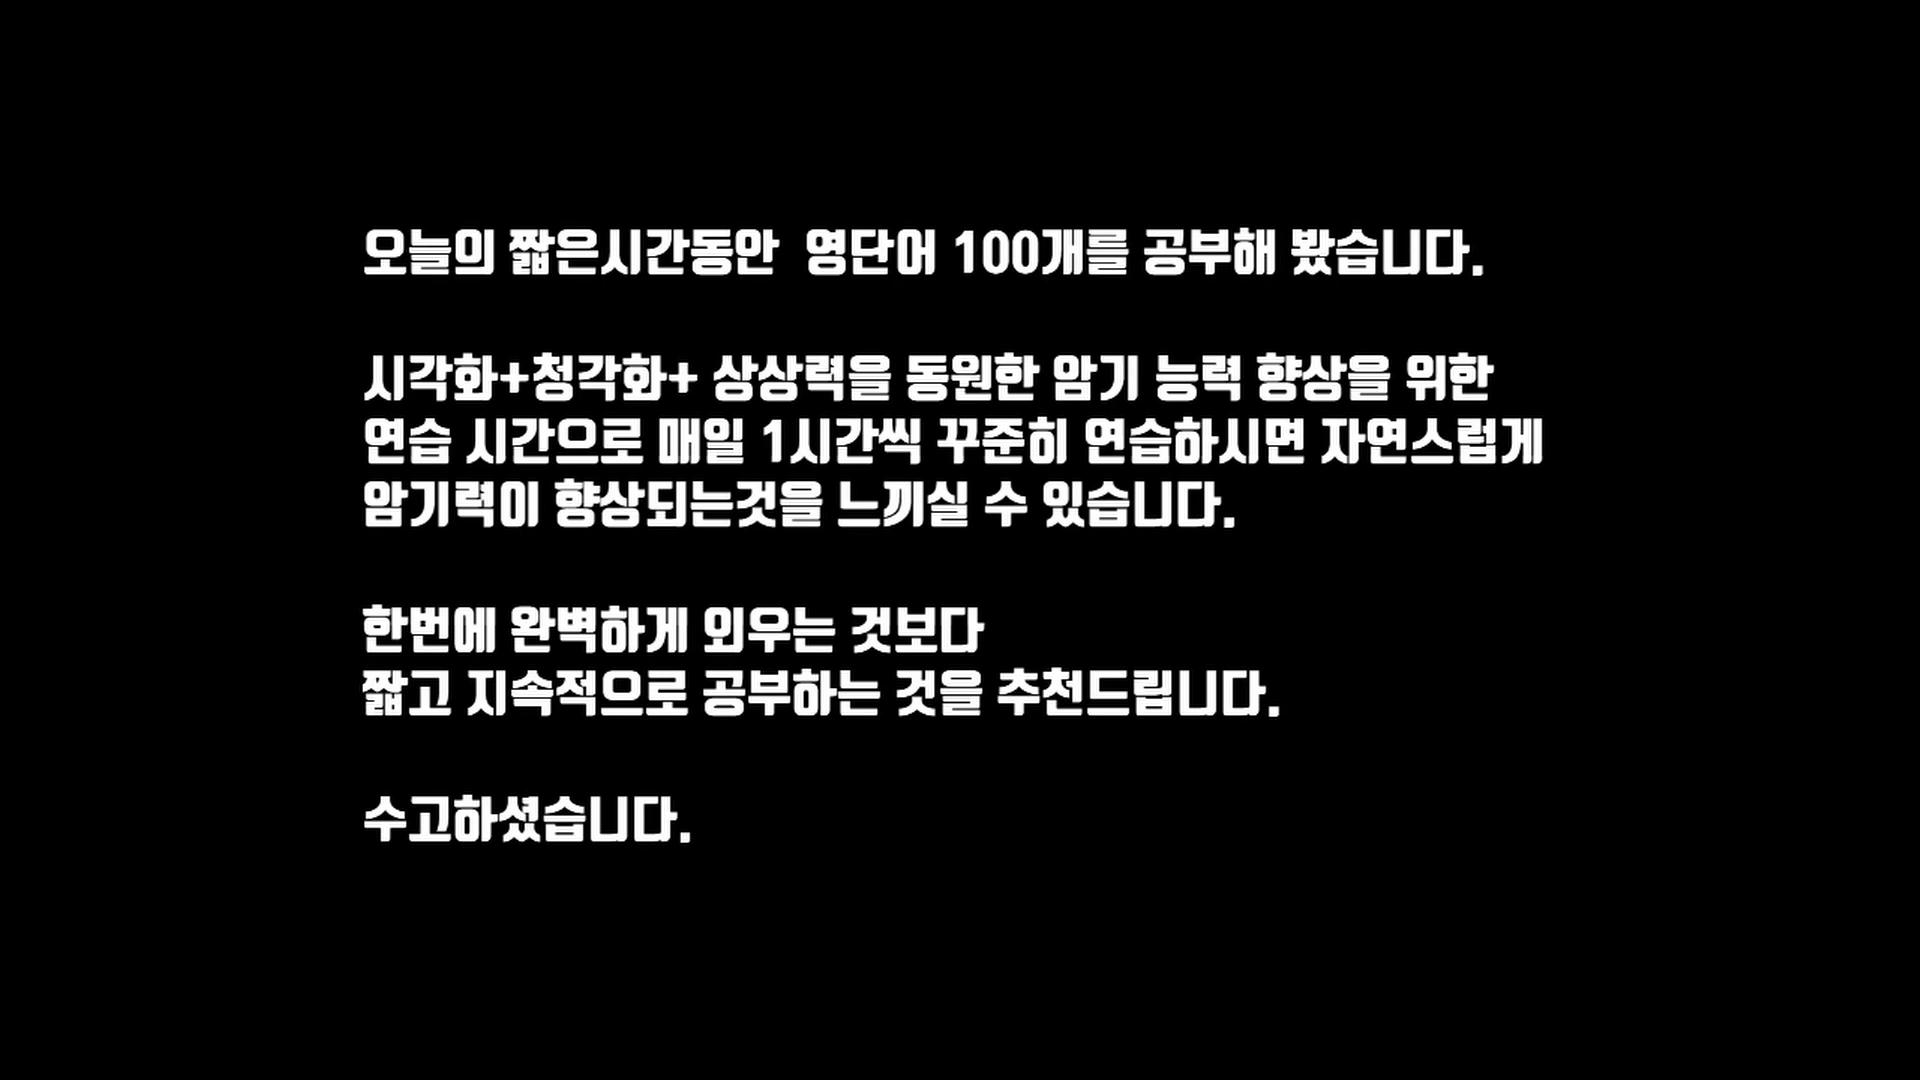 오늘의 짧은시간동안  영단어 100개를 공부해 봤습니다.
시각화+청각화+ 상상력을 동원한 암기 능력 향상을 위한
연습 시간으로 매일 1시간씩 꾸준히 연습하시면 자연스럽게
암기력이 향상되는것을 느끼실 수 있습니다.
한번에 완벽하게 외우는 것보다
짧고 지속적으로 공부하는 것을 추천드립니다.
수고하셨습니다.